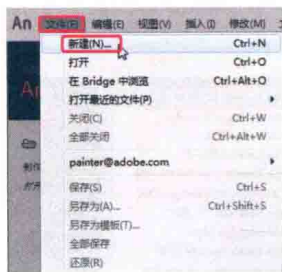 An 文件(F) 编辑(E) 视图(V) 插入(I) 修改(M)
新建(N)... Ctrl+N
打开 Ctrl+O
在 Bridge 中浏览 Ctrl+Alt+O
打开最近的文件(P)
关闭(C) Ctrl+W
全部关闭 Ctrl+Alt+W
painter@adobe.com
保存(S) Ctrl+S
另存为(A)... Ctrl+Shift+S
另存为模板(T)...
全部保存
还原(R)